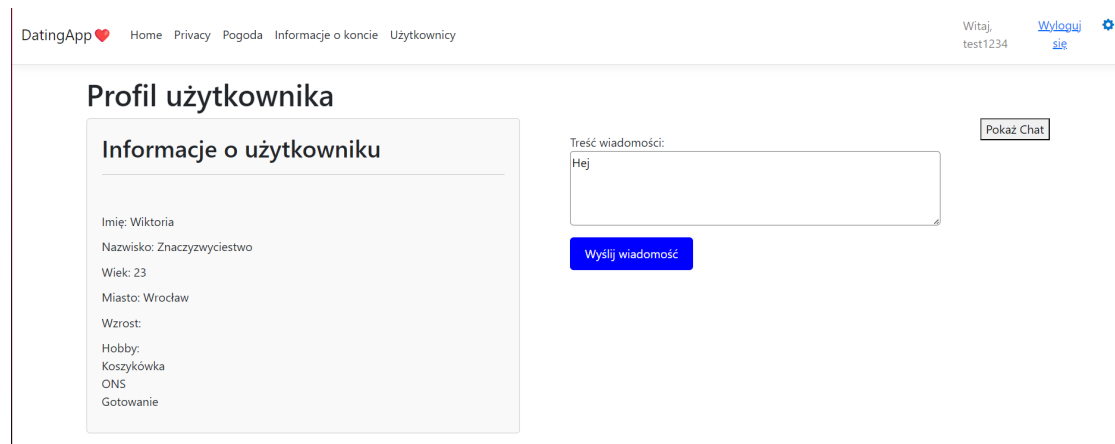 DatingApp❤️ Home Privacy Pogoda Informacje o koncie Użytkownicy
Witaj,
test1234
Wyloguj
się
Profil użytkownika
Informacje o użytkowniku
Imię: Wiktoria
Nazwisko: Znaczyzwyciestwo
Wiek: 23
Miasto: Wrocław
Wzrost:
Hobby:
Koszykówka
ONS
Gotowanie
Treść wiadomości:
Hej
Wyślij wiadomość
Pokaż Chat